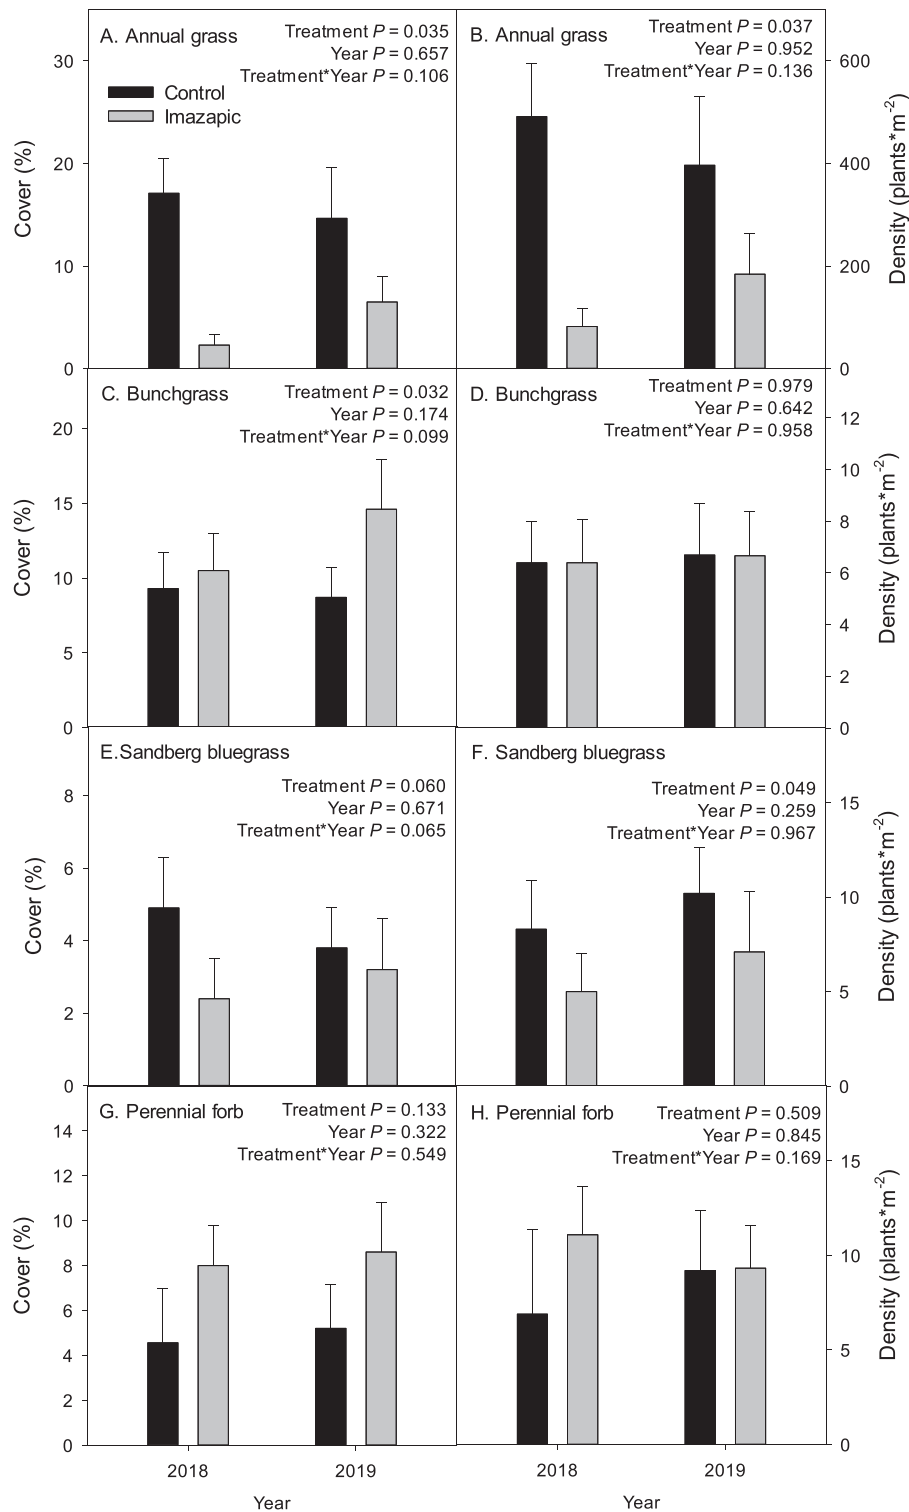 A. Annual grass
Treatment P = 0.035
Year P = 0.657
Treatment*Year P = 0.106
Control
Imazapic
30
20
10
0
Cover (%)
B. Annual grass
Treatment P = 0.037
Year P = 0.952
Treatment*Year P = 0.136
600
400
200
0
Density (plants*m-2)
C. Bunchgrass
Treatment P = 0.032
Year P = 0.174
Treatment*Year P = 0.099
20
15
10
5
0
Cover (%)
D. Bunchgrass
Treatment P = 0.979
Year P = 0.642
Treatment*Year P = 0.958
12
10
8
6
4
2
0
Density (plants*m-2)
E.Sandberg bluegrass
Treatment P = 0.060
Year P = 0.671
Treatment*Year P = 0.065
8
6
4
2
0
Cover (%)
F. Sandberg bluegrass
Treatment P = 0.049
Year P = 0.259
Treatment*Year P = 0.967
15
10
5
0
Density (plants*m-2)
G. Perennial forb
Treatment P = 0.133
Year P = 0.322
Treatment*Year P = 0.549
14
12
10
8
6
4
2
0
Cover (%)
2018
2019
Year
H. Perennial forb
Treatment P = 0.509
Year P = 0.845
Treatment*Year P = 0.169
15
10
5
0
Density (plants*m-2)
2018
2019
Year